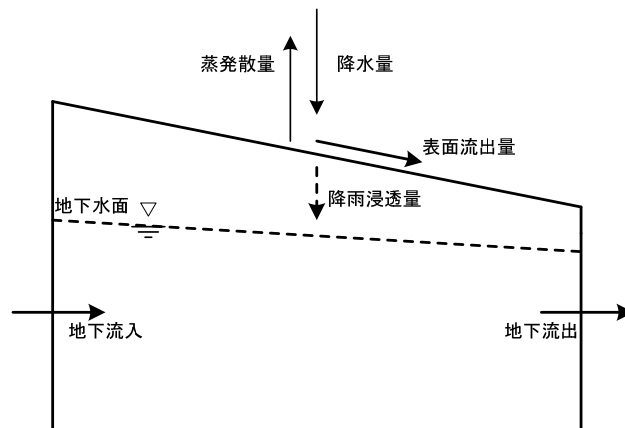 蒸発散量
降水量
表面流出量
降雨浸透量
地下水面
地下流入
地下流出